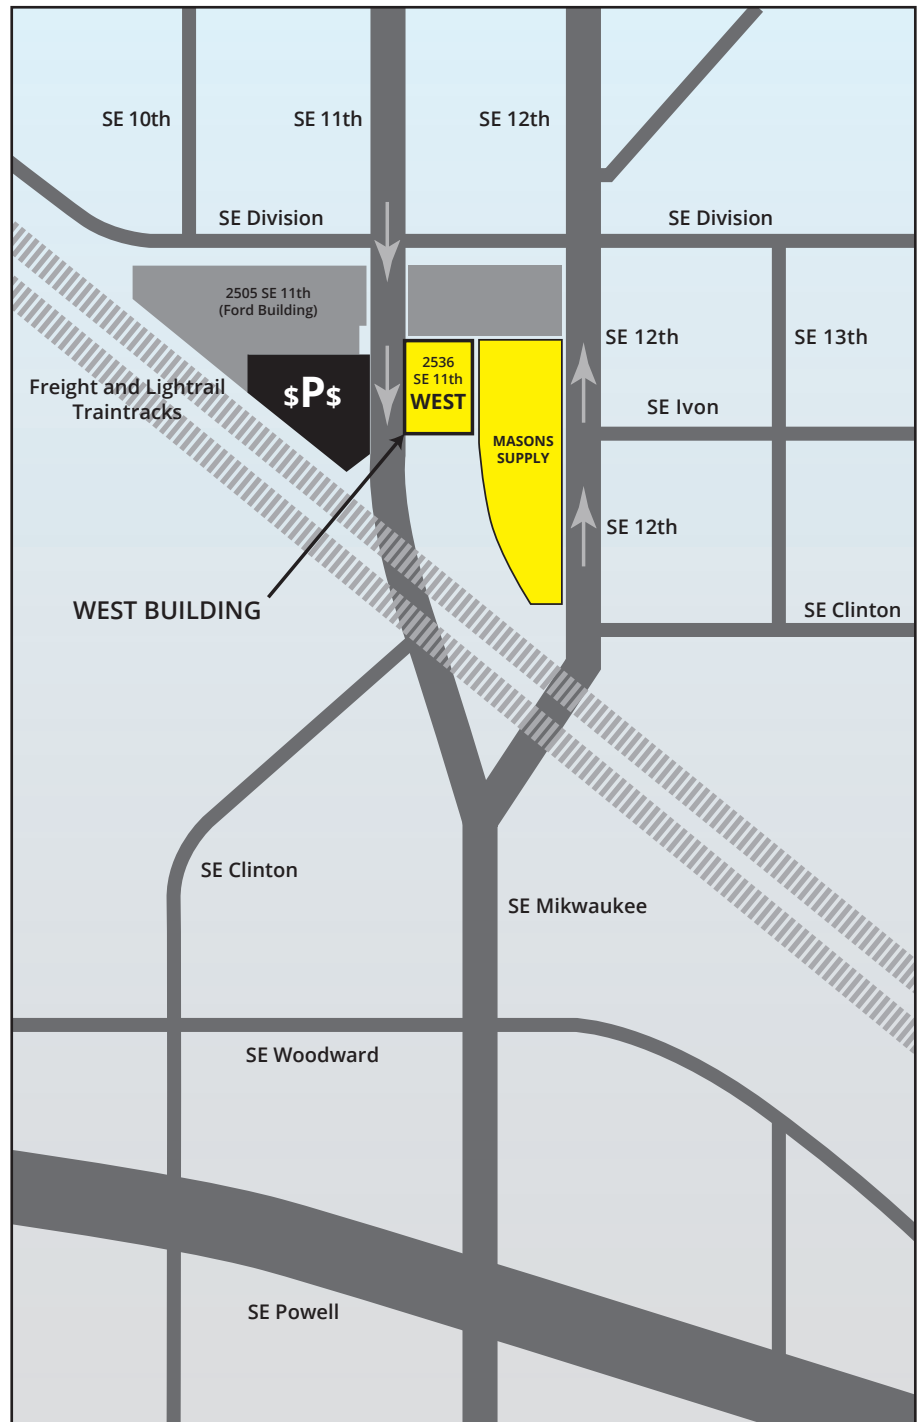 SE 10th
SE 11th
SE 12th
SE Division
SE Division
2505 SE 11th
(Ford Building)
SE 12th
SE 13th
2536
SE 11th
WEST
$P$
Freight and Lightrail
Traintracks
SE Ivon
MASONS
SUPPLY
SE 12th
WEST BUILDING
SE Clinton
SE Clinton
SE Mikwaukee
SE Woodward
SE Powell